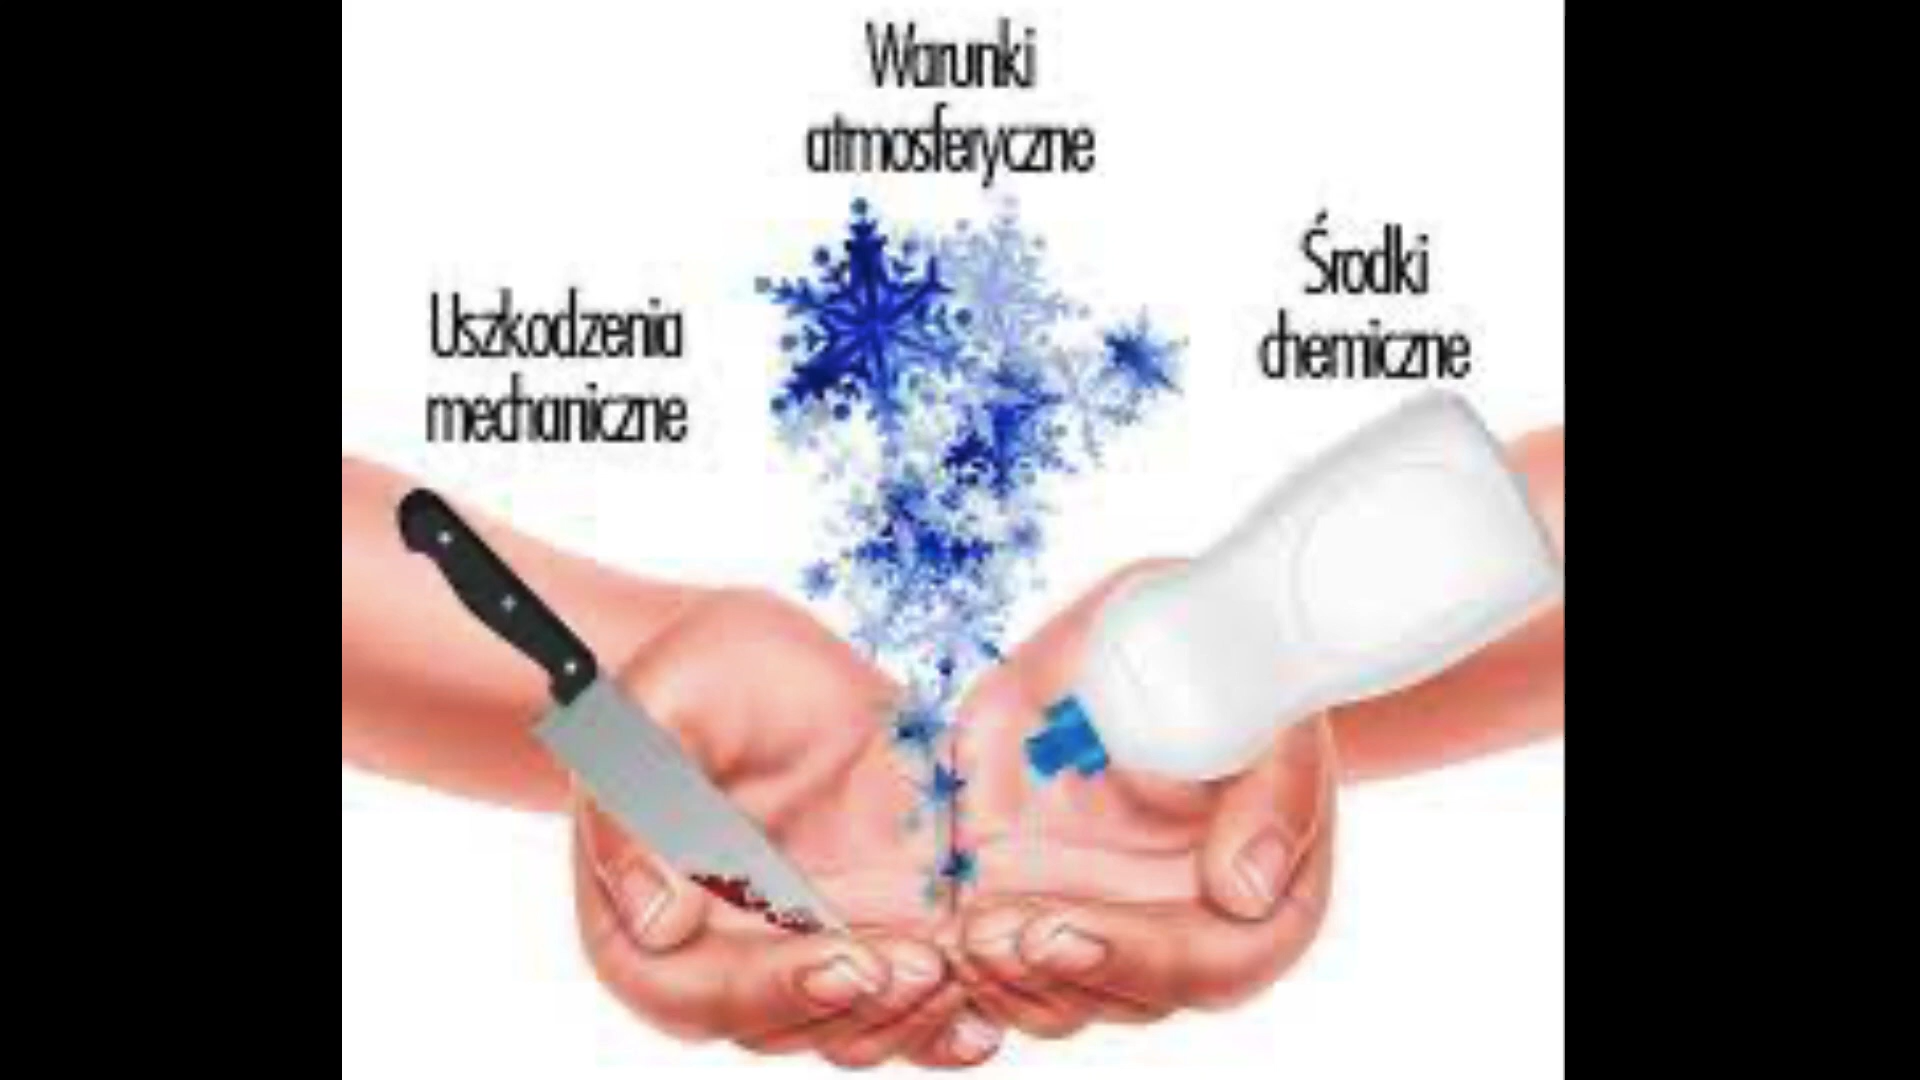 Warunki
atmosferyczne
Środki
chemiczne
Uszkodzenia
mechaniczne